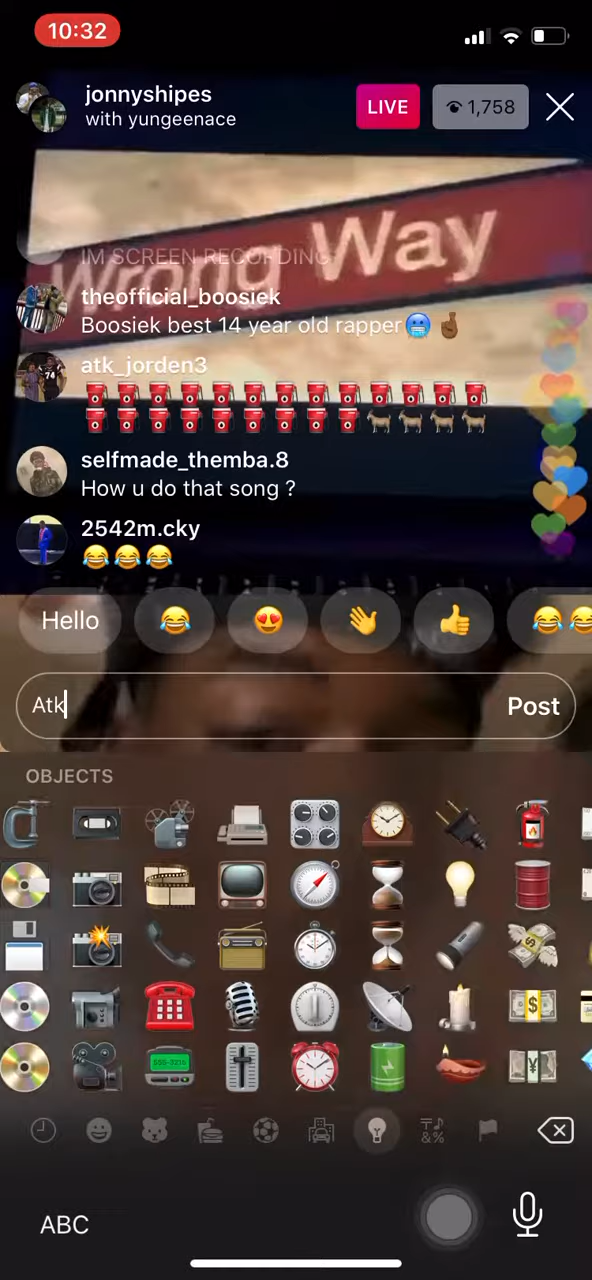 10:32
jonnyshipes
with yungeenace
LIVE
1,758
Wrong Way
IM SCREEN RECORDING
theofficial_boosiek
Boosiek best 14 year old rapper🥶🤞🏾
atk_jorden3
⛽⛽⛽⛽⛽⛽⛽⛽⛽⛽⛽⛽⛽
⛽⛽⛽⛽⛽⛽⛽⛽⛽🐐🐐🐐🐐
selfmade_themba.8
How u do that song ?
2542m.cky
😂😂😂
Hello
Atk
Post
OBJECTS
ABC